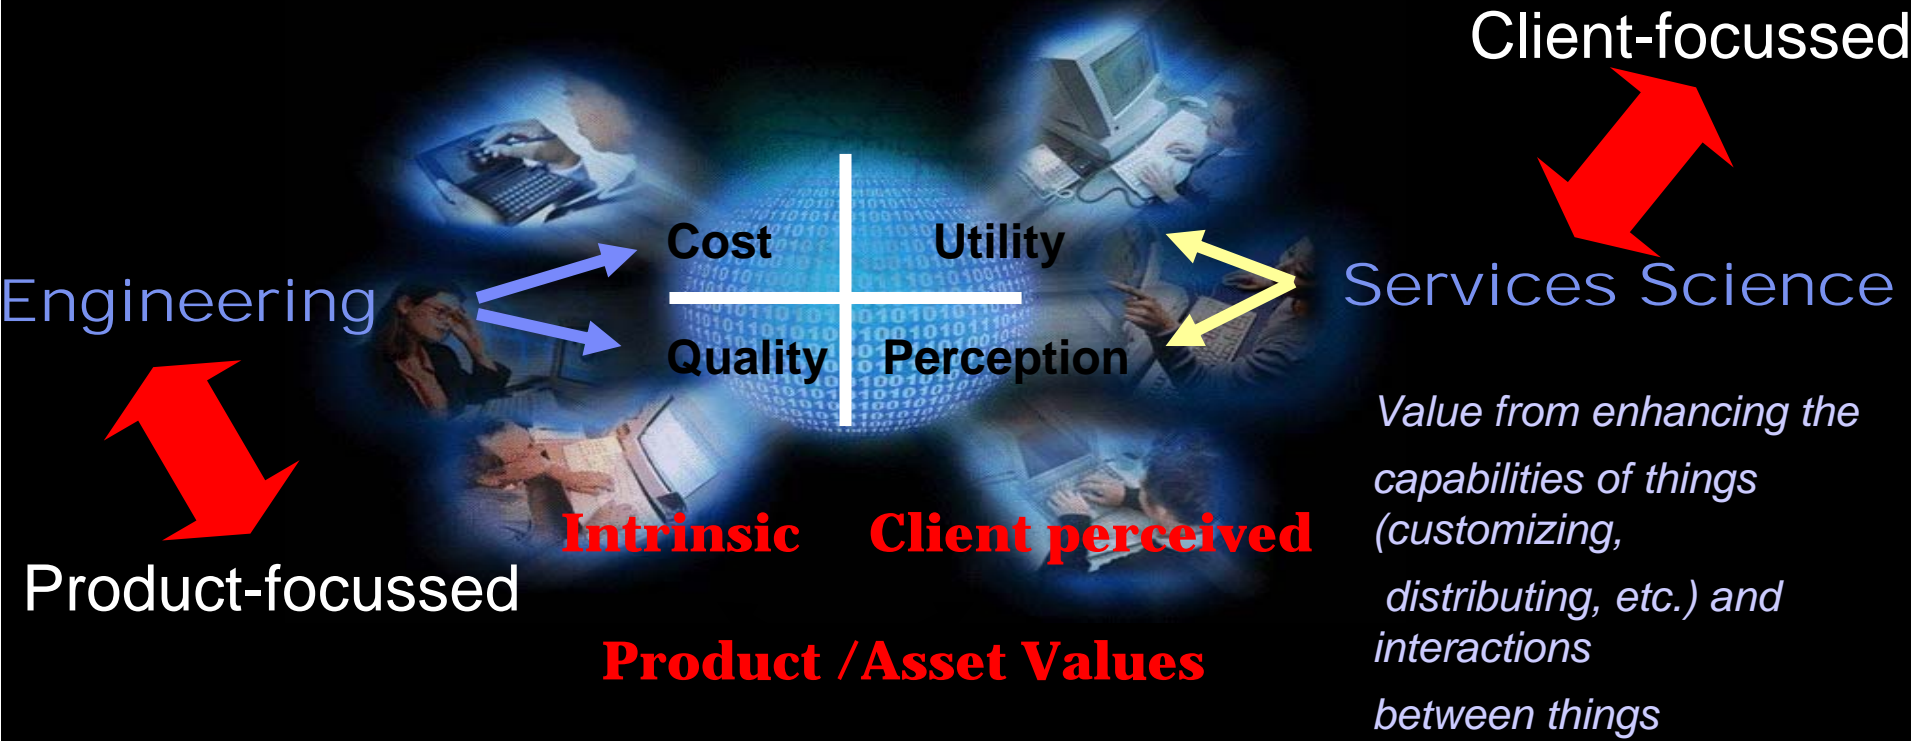 Client-focussed
Cost
Utility
Engineering
Services Science
Quality
Perception
Value from enhancing the
capabilities of things
(customizing,
distributing, etc.) and
interactions
between things
Intrinsic
Client perceived
Product-focussed
Product /Asset Values